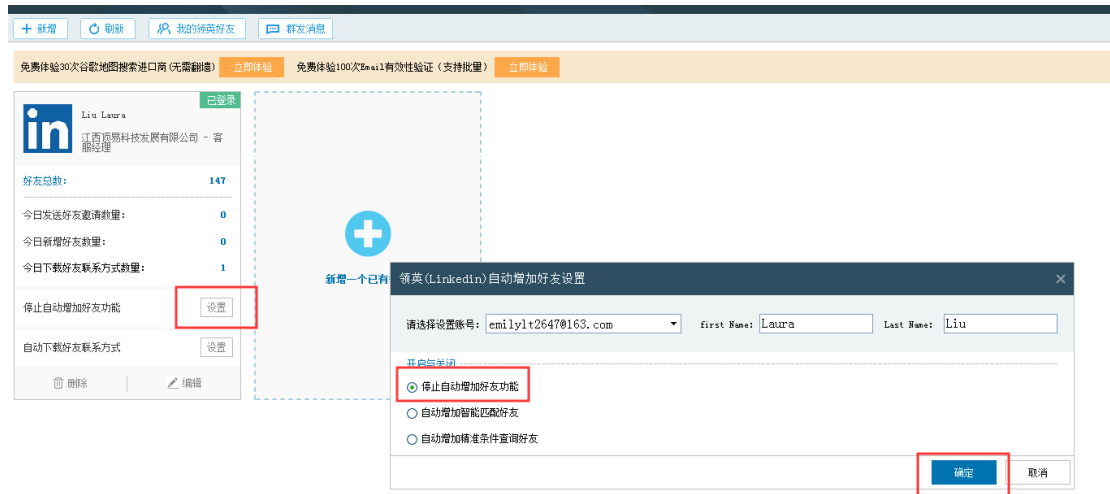 新增 刷新 我的领英好友 群发消息
免费体验30次谷歌地图搜索进口商(无需翻墙) 立即体验 免费体验100次Email有效性验证（支持批量） 立即体验
已登录
in
Liu Laura
江西顶易科技发展有限公司 - 客
服经理
好友总数: 147
今日发送好友邀请数量: 0
今日新增好友数量: 0
今日下载好友联系方式数量: 1
停止自动增加好友功能 设置
自动下载好友联系方式 设置
删除 编辑
新增一个已有
领英(Linkedin)自动增加好友设置
请选择设置账号: emilylt2647@163.com first Name: Laura Last Name: Liu
开启与关闭
停止自动增加好友功能
自动增加智能匹配好友
自动增加精准条件查询好友
确定 取消